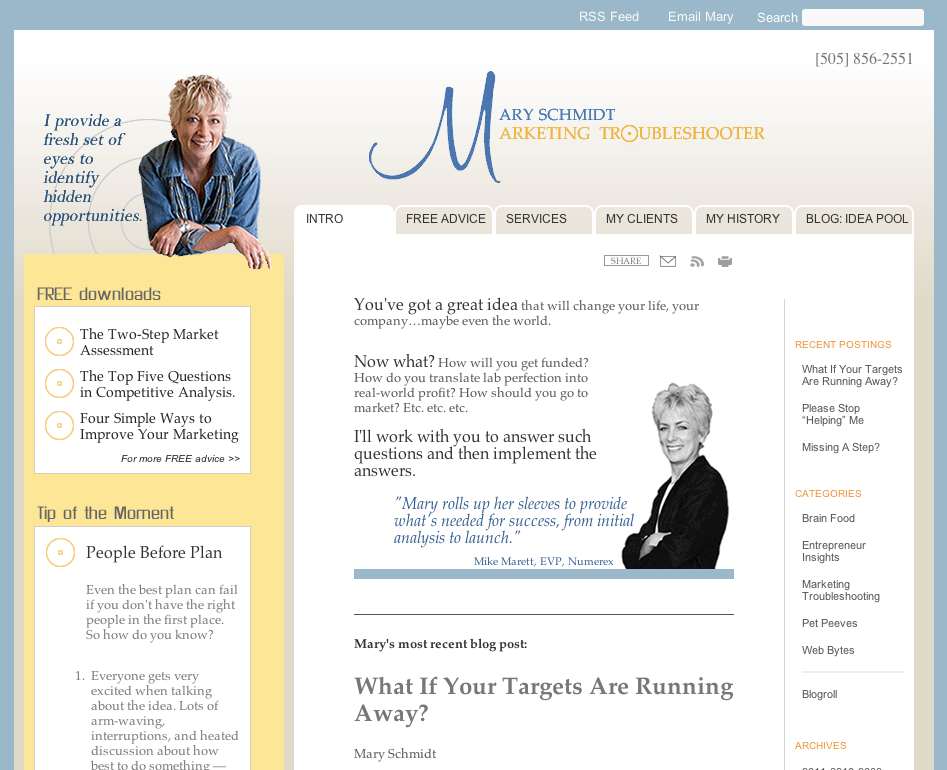 RSS Feed
Email Mary
Search
[505] 856-2551
I provide a
fresh set of
eyes to
identify
hidden
opportunities.
MARY SCHMIDT
MARKETING TROUBLESHOOTER
INTRO
FREE ADVICE
SERVICES
MY CLIENTS
MY HISTORY
BLOG: IDEA POOL
SHARE
FREE downloads
The Two-Step Market
Assessment
The Top Five Questions
in Competitive Analysis.
Four Simple Ways to
Improve Your Marketing
For more FREE advice >>
Tip of the Moment
People Before Plan
Even the best plan can fail
if you don't have the right
people in the first place.
So how do you know?
1. Everyone gets very
excited when talking
about the idea. Lots of
arm-waving,
interruptions, and heated
discussion about how
best to do something —
You've got a great idea that will change your life, your
company…maybe even the world.
Now what? How will you get funded?
How do you translate lab perfection into
real-world profit? How should you go to
market? Etc. etc. etc.
I'll work with you to answer such
questions and then implement the
answers.
"Mary rolls up her sleeves to provide
what's needed for success, from initial
analysis to launch."
Mike Marett, EVP, Numerex
Mary's most recent blog post:
What If Your Targets Are Running
Away?
Mary Schmidt
RECENT POSTINGS
What If Your Targets
Are Running Away?
Please Stop
“Helping” Me
Missing A Step?
CATEGORIES
Brain Food
Entrepreneur
Insights
Marketing
Troubleshooting
Pet Peeves
Web Bytes
Blogroll
ARCHIVES
2011 2010 2009